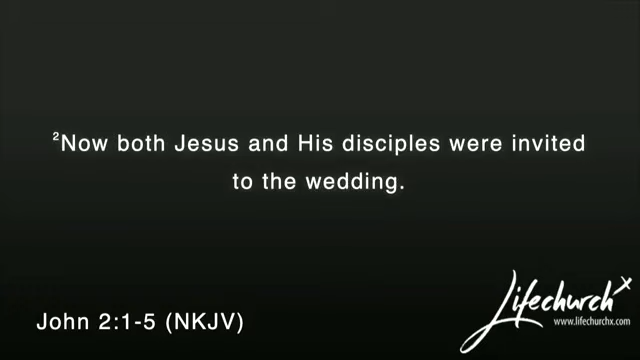 ²Now both Jesus and His disciples were invited
to the wedding.
John 2:1-5 (NKJV)
Lifechurch x
www.lifechurchx.com